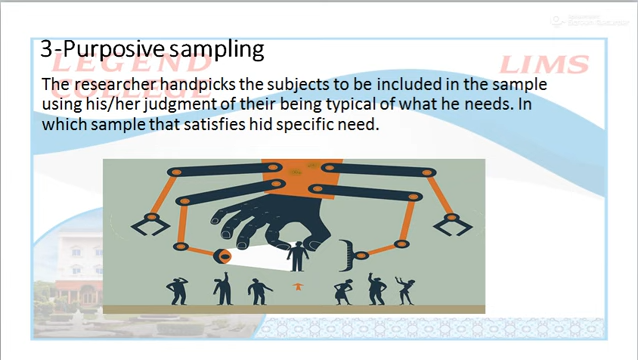 3-Purposive sampling
LEGEND
COLLEGE
LIMS
The researcher handpicks the subjects to be included in the sample
using his/her judgment of their being typical of what he needs. In
which sample that satisfies hid specific need.